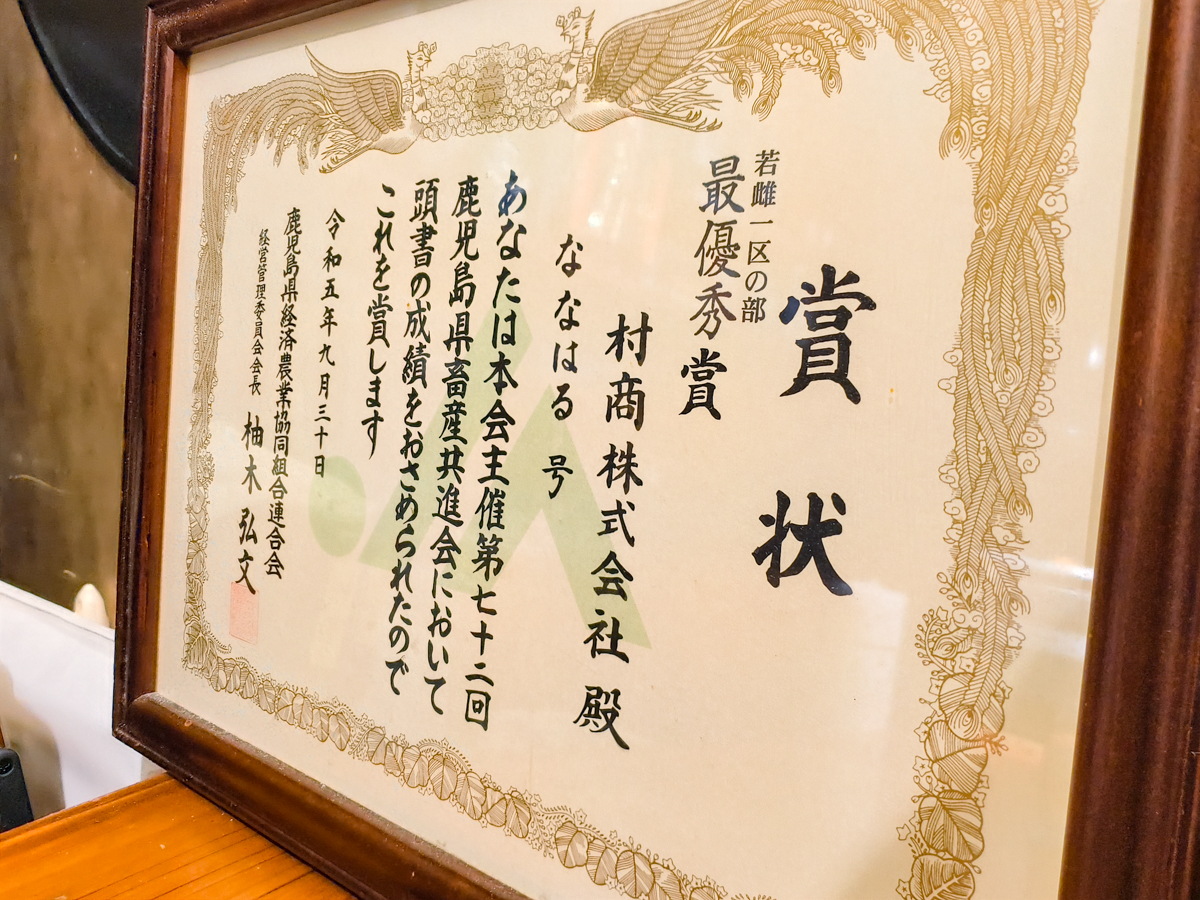 賞状
若雌一区の部
最優秀賞
村商株式会社 殿
ななはる 号
あなたは本会主催第七十二回
鹿児島県畜産共進会において
頭書の成績をおさめられたので
これを賞します
令和五年九月三十日
鹿児島県経済農業協同組合連合会
経営管理委員会会長 柚木弘文